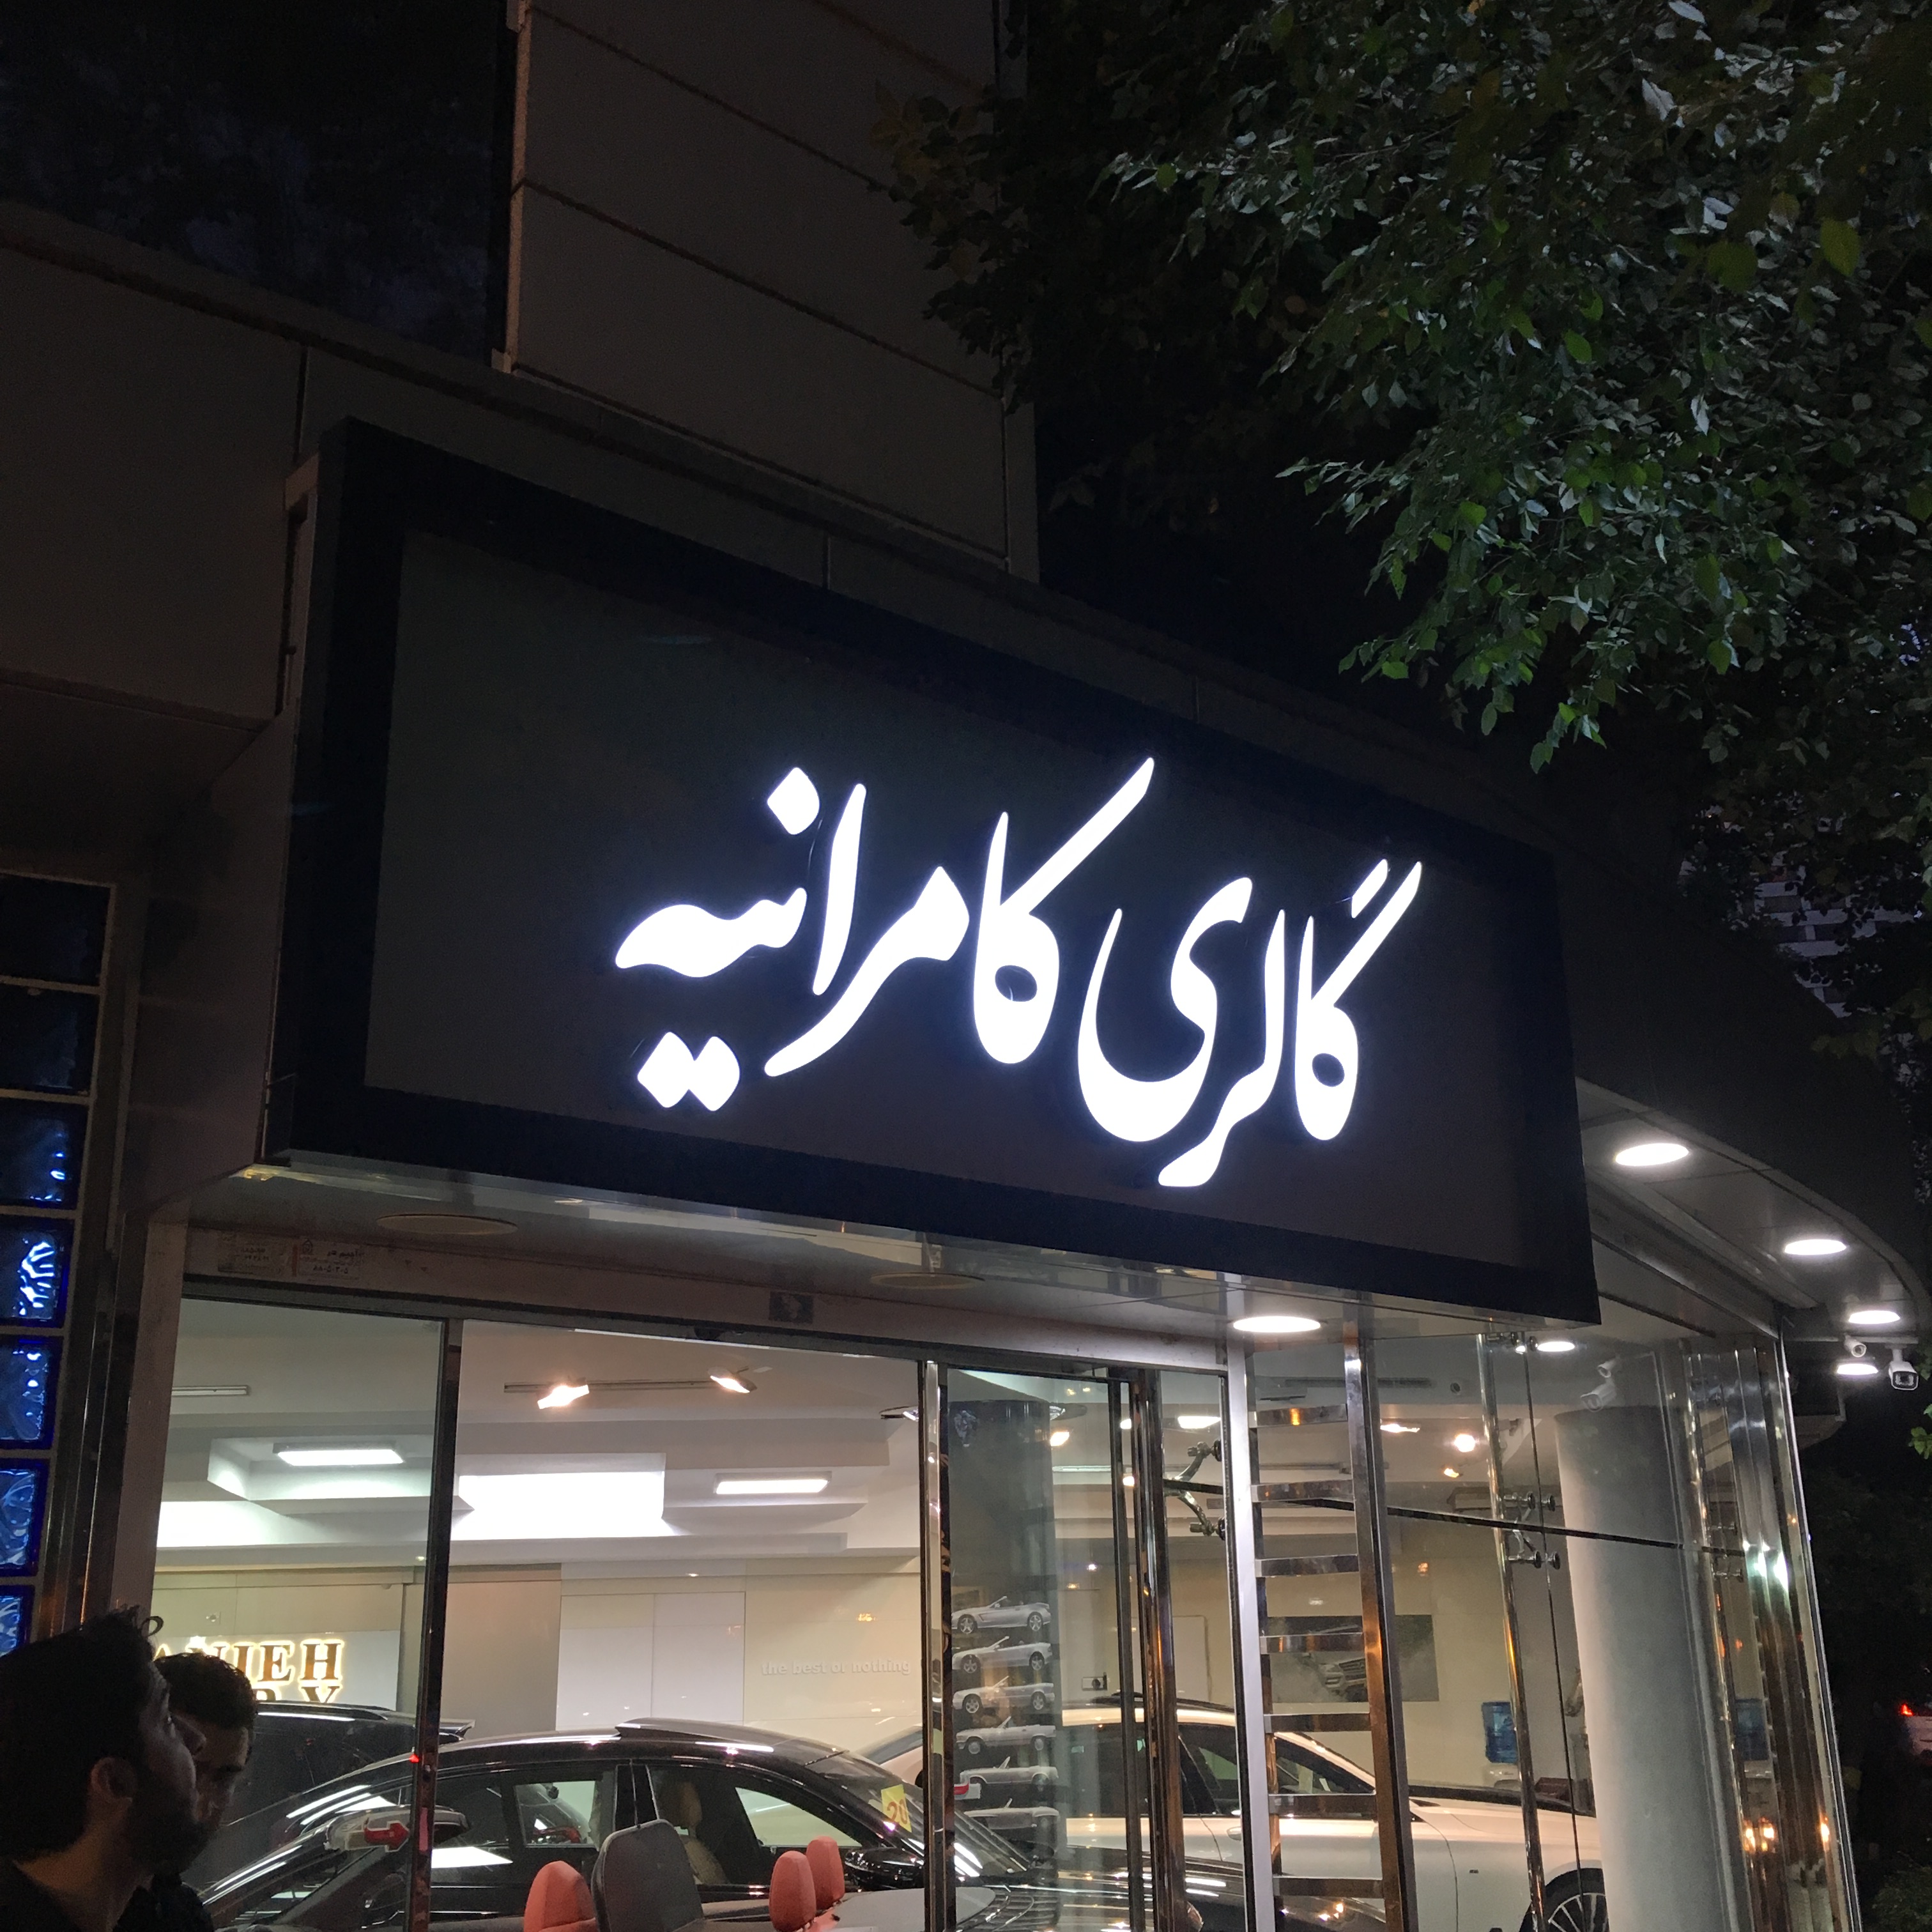 گالری کامرانیه
the best or nothing